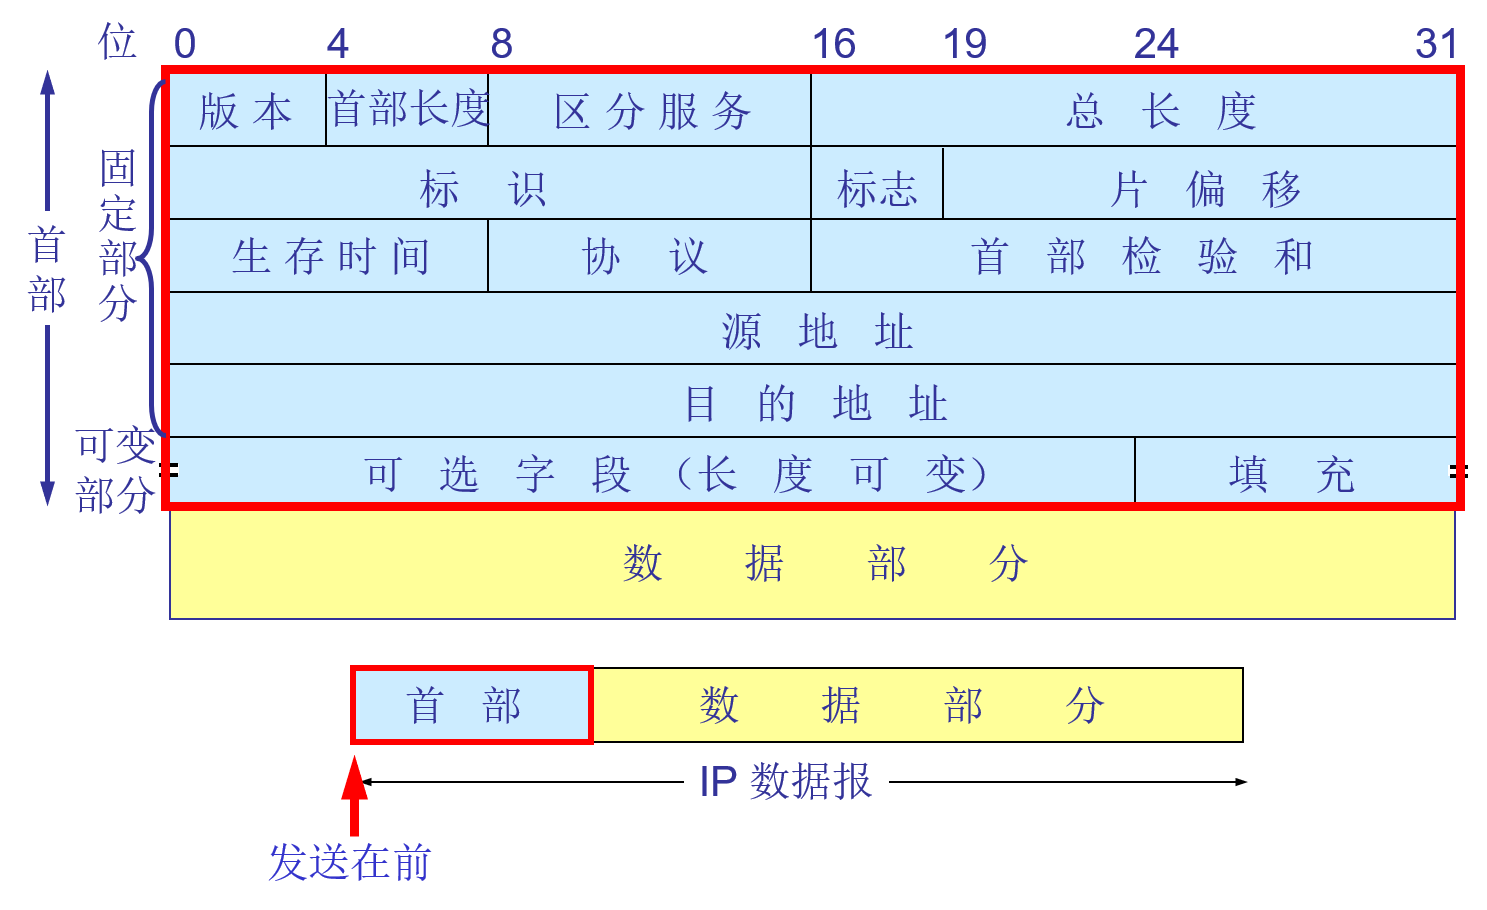 位 0 4 8 16 19 24 31
版本 首部长度 区分服务 总长度
标识 标志 片偏移
生存时间 协议 首部检验和
源地址
目的地址
可选字段（长度可变） 填充
数据部分
首部
固定部分
可变
部分
首部 数据部分
IP 数据报
发送在前